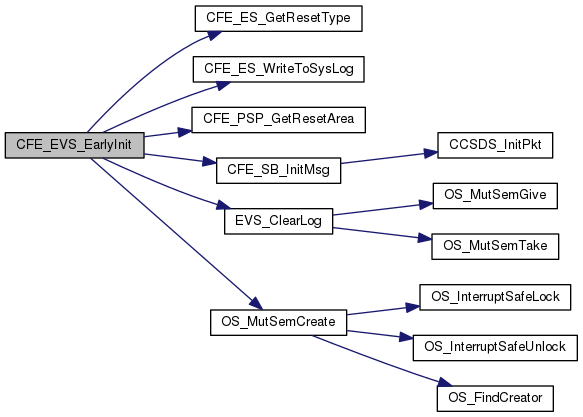 CFE_ES_GetResetType
CFE_ES_WriteToSysLog
CFE_PSP_GetResetArea
CFE_EVS_EarlyInit
CFE_SB_InitMsg
CCSDS_InitPkt
EVS_ClearLog
OS_MutSemGive
OS_MutSemTake
OS_MutSemCreate
OS_InterruptSafeLock
OS_InterruptSafeUnlock
OS_FindCreator